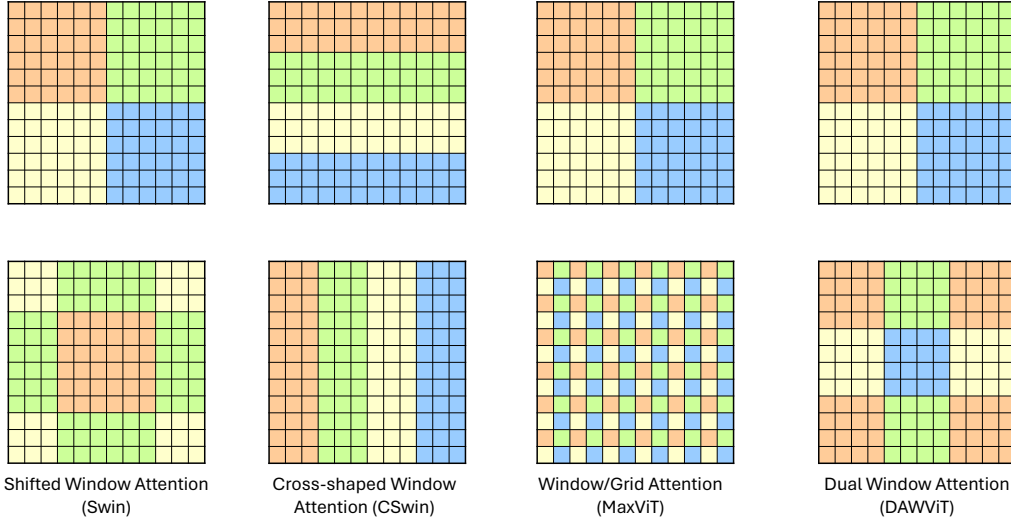 Shifted Window Attention
(Swin)
Cross-shaped Window
Attention (CSwin)
Window/Grid Attention
(MaxViT)
Dual Window Attention
(DAWViT)